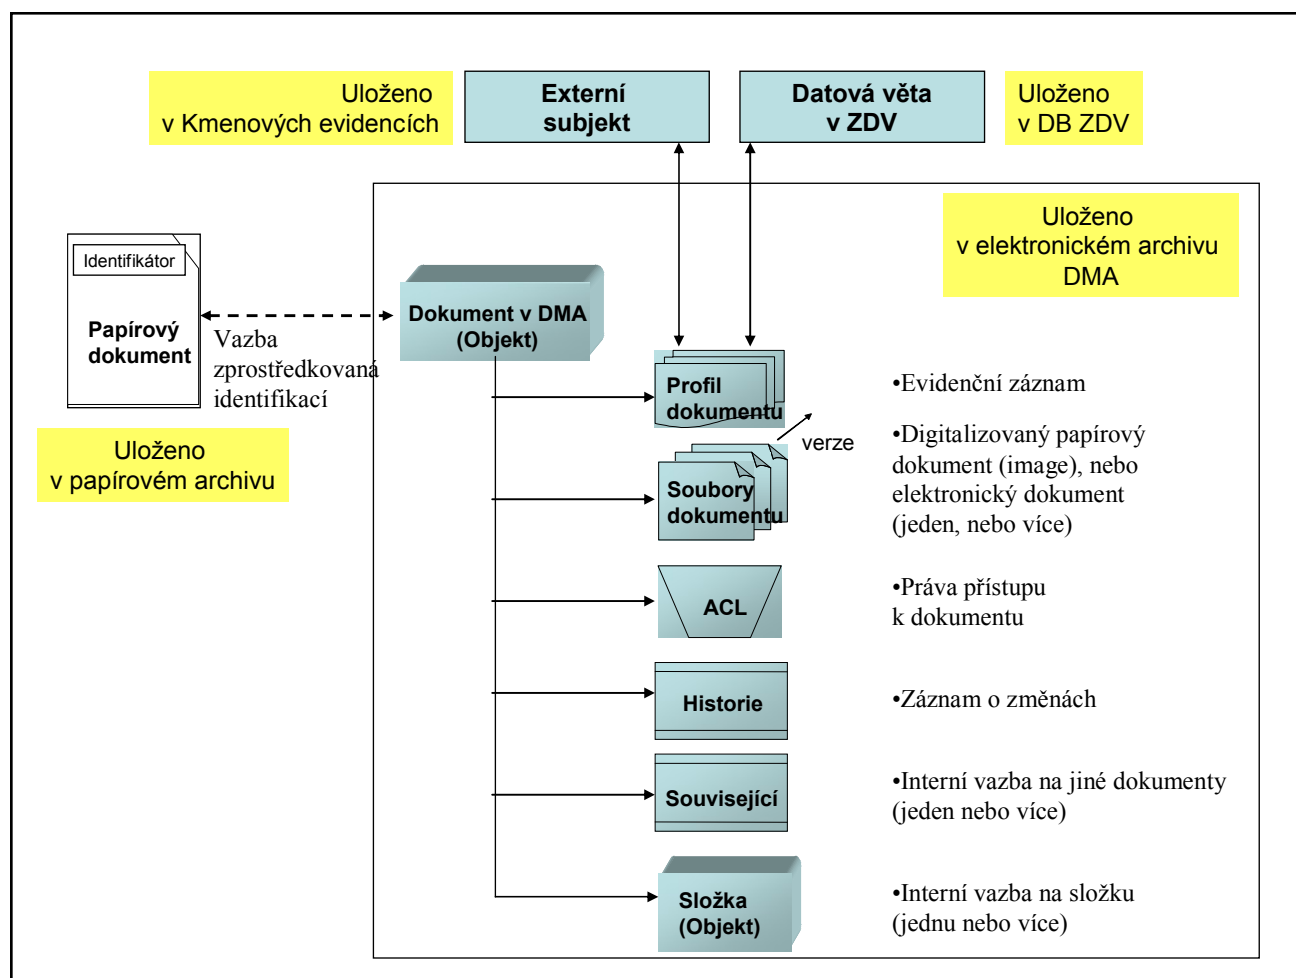 Uloženo
v Kmenových evidencích
Externí
subjekt
Datová věta
v ZDV
Uloženo
v DB ZDV
Uloženo
v elektronickém archivu
DMA
Identifikátor
Papírový
dokument
Vazba
zprostředkovaná
identifikací
Uloženo
v papírovém archivu
Dokument v DMA
(Objekt)
Profil
dokumentu
•Evidenční záznam
verze
Soubory
dokumentu
•Digitalizovaný papírový
dokument (image), nebo
elektronický dokument
(jeden, nebo více)
ACL
•Práva přístupu
k dokumentu
Historie
•Záznam o změnách
Související
•Interní vazba na jiné dokumenty
(jeden nebo více)
Složka
(Objekt)
•Interní vazba na složku
(jednu nebo více)